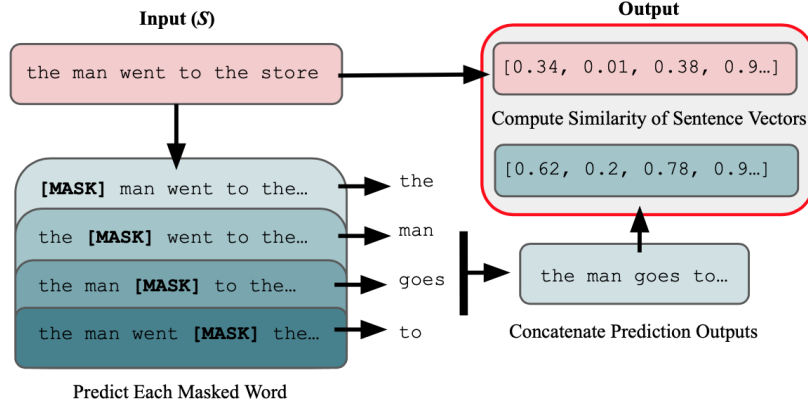 Input (S)
Output
the man went to the store
[0.34, 0.01, 0.38, 0.9…]
Compute Similarity of Sentence Vectors
[0.62, 0.2, 0.78, 0.9…]
[MASK] man went to the…
the
the [MASK] went to the…
man
the man [MASK] to the…
goes
the man went [MASK] the…
to
the man goes to…
Concatenate Prediction Outputs
Predict Each Masked Word